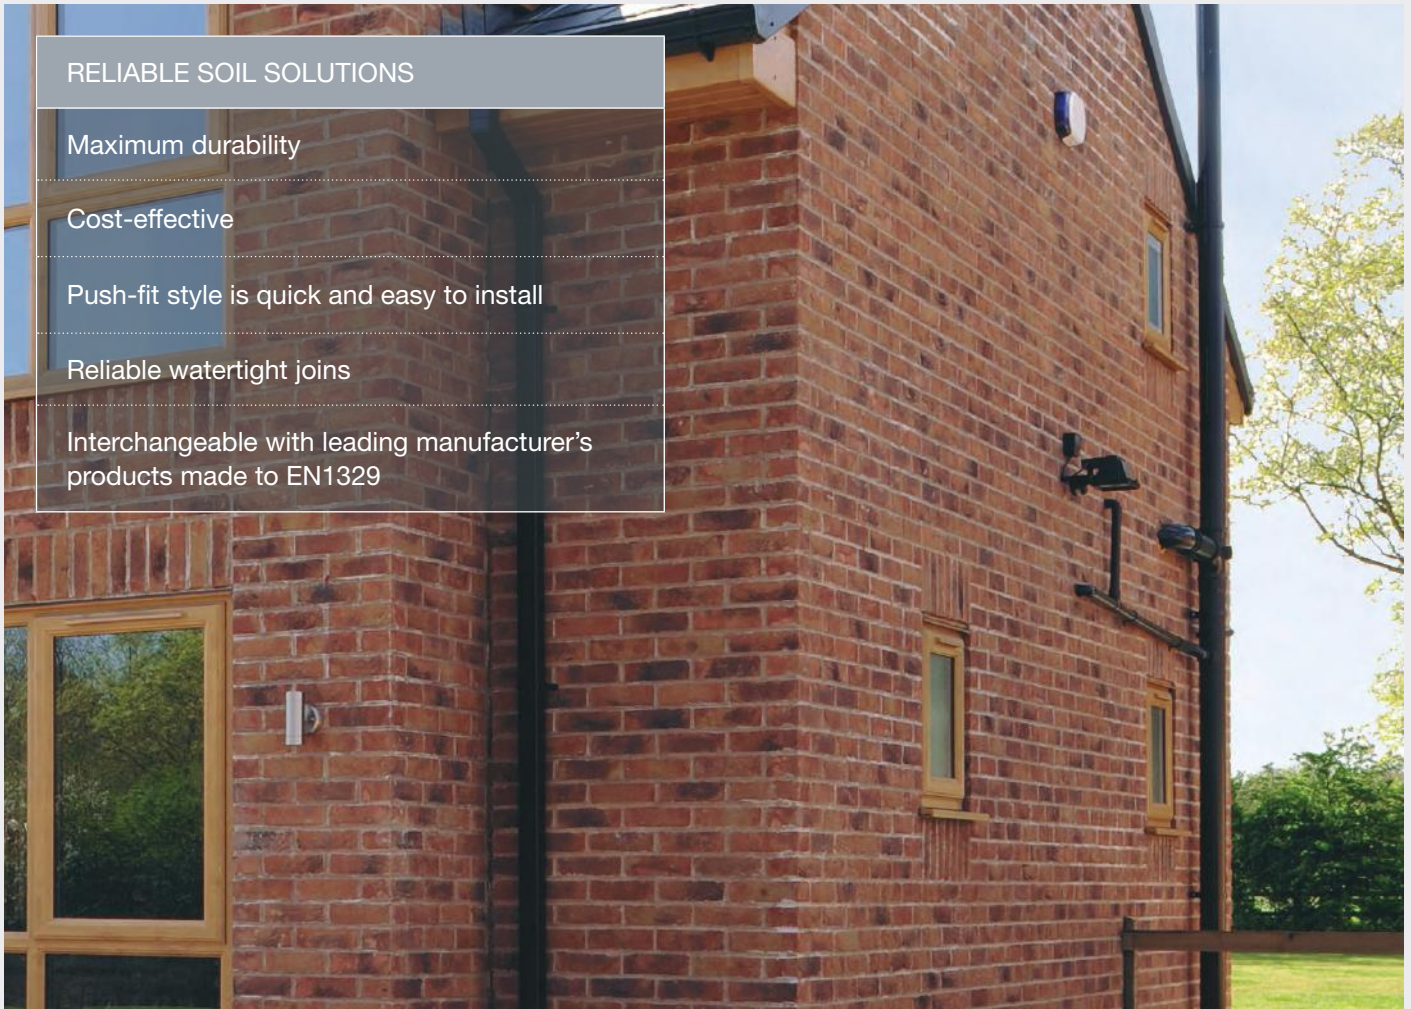 RELIABLE SOIL SOLUTIONS
Maximum durability
Cost-effective
Push-fit style is quick and easy to install
Reliable watertight joins
Interchangeable with leading manufacturer’s
products made to EN1329